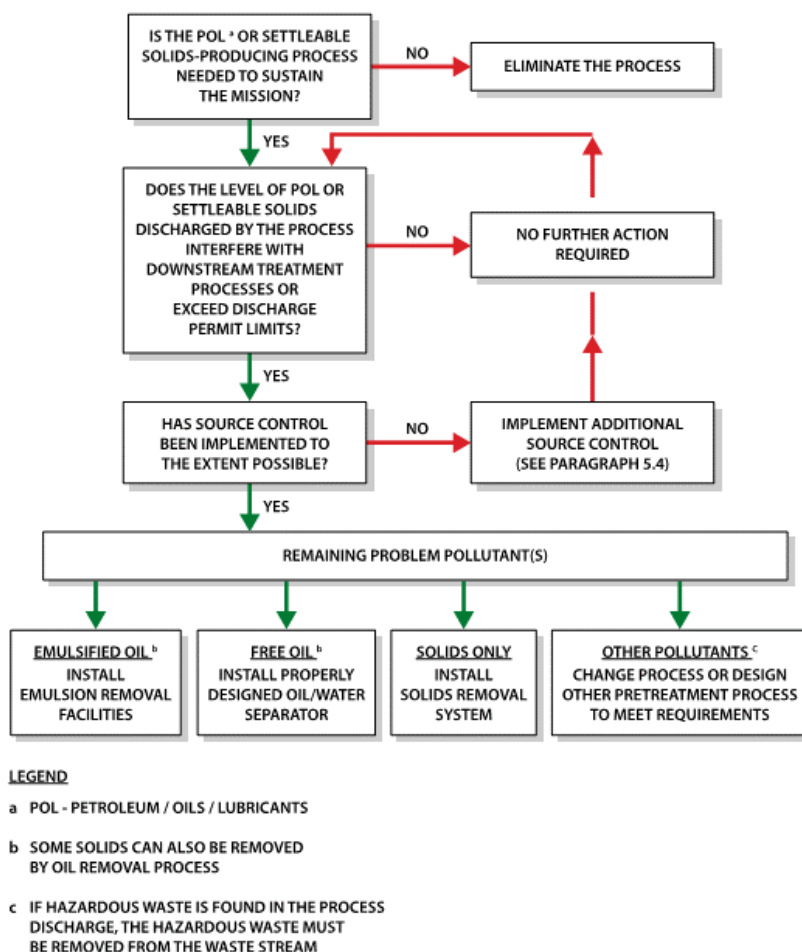 IS THE POL a OR SETTLEABLE
SOLIDS-PRODUCING PROCESS
NEEDED TO SUSTAIN
THE MISSION?
NO
ELIMINATE THE PROCESS
YES
DOES THE LEVEL OF POL OR
SETTLEABLE SOLIDS
DISCHARGED BY THE PROCESS
INTERFERE WITH
DOWNSTREAM TREATMENT
PROCESSES OR
EXCEED DISCHARGE
PERMIT LIMITS?
NO
NO FURTHER ACTION
REQUIRED
YES
HAS SOURCE CONTROL
BEEN IMPLEMENTED TO
THE EXTENT POSSIBLE?
NO
IMPLEMENT ADDITIONAL
SOURCE CONTROL
(SEE PARAGRAPH 5.4)
YES
REMAINING PROBLEM POLLUTANT(S)
EMULSIFIED OIL b
INSTALL
EMULSION REMOVAL
FACILITIES
FREE OIL b
INSTALL PROPERLY
DESIGNED OIL/WATER
SEPARATOR
SOLIDS ONLY
INSTALL
SOLIDS REMOVAL
SYSTEM
OTHER POLLUTANTS c
CHANGE PROCESS OR DESIGN
OTHER PRETREATMENT PROCESS
TO MEET REQUIREMENTS
LEGEND
a POL - PETROLEUM / OILS / LUBRICANTS
b SOME SOLIDS CAN ALSO BE REMOVED
BY OIL REMOVAL PROCESS
c IF HAZARDOUS WASTE IS FOUND IN THE PROCESS
DISCHARGE, THE HAZARDOUS WASTE MUST
BE REMOVED FROM THE WASTE STREAM